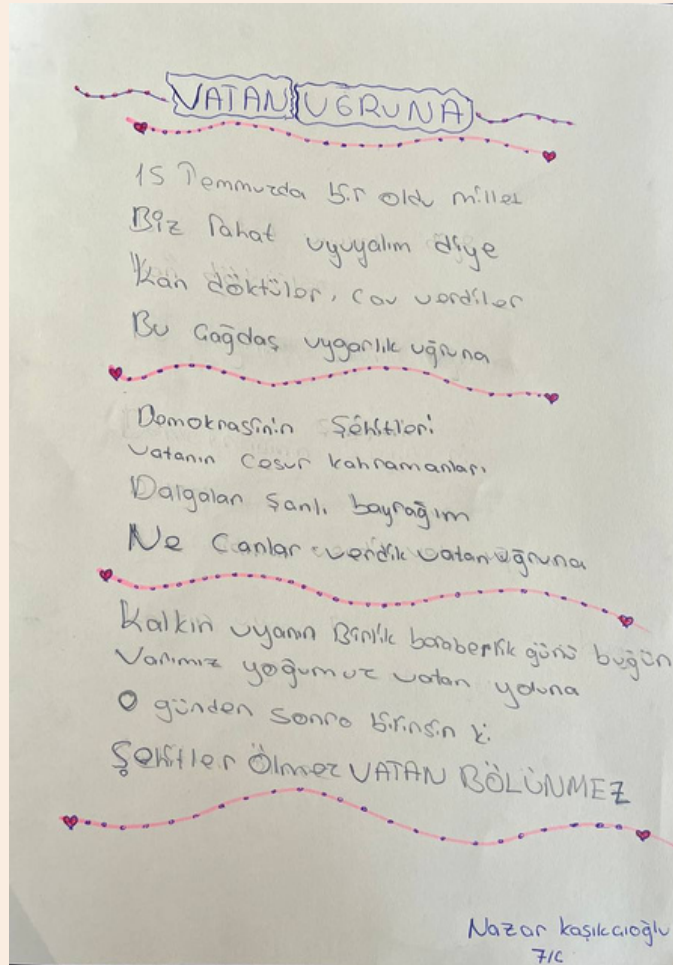 VATAN UĞRUNA
15 Temmuzda bir oldu millet
Biz rahat uyuyalım diye
Kan döktüler, can verdiler
Bu Çağdaş uygarlık uğruna
Demokrasinin Şehitleri
Vatanın cesur kahramanları
Dalgalan Şanlı bayrağım
Ne Canlar verdik vatan uğruna
Kalkın uyanın Birlik beraberlik günü bugün
Varımız yoğumuz vatan yoluna
O günden sonra bilinsin ki
Şehitler Ölmez VATAN BÖLÜNMEZ
Nazar Kaşıkcıoğlu
7/C